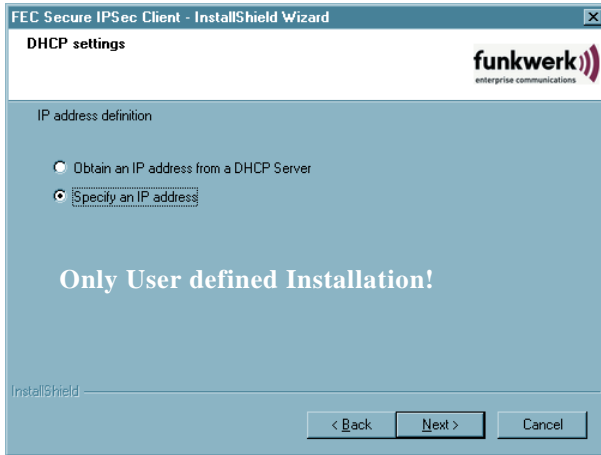 FEC Secure IPSec Client - InstallShield Wizard
DHCP settings
funkwerk
enterprise communications
IP address definition
Obtain an IP address from a DHCP Server
Specify an IP address
Only User defined Installation!
InstallShield
< Back
Next >
Cancel